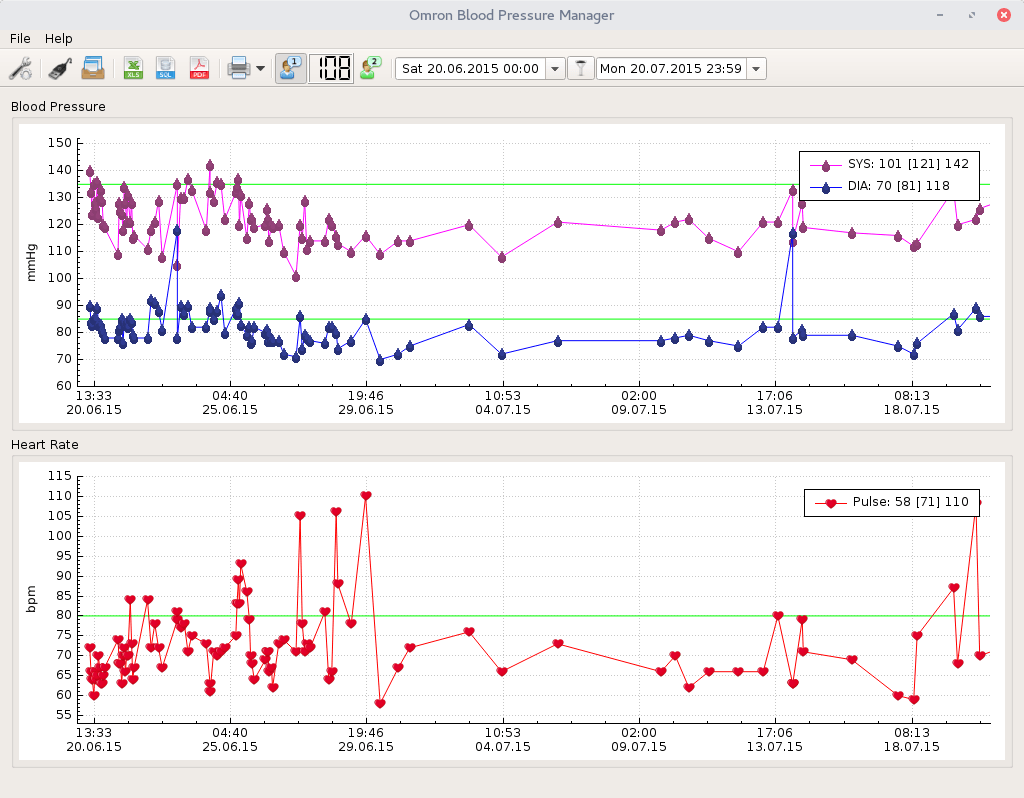 Omron Blood Pressure Manager
File Help
XLS SQL PDF 1 108 2 Sat 20.06.2015 00:00 Mon 20.07.2015 23:59
Blood Pressure
150
140
130
120
110
100
90
80
70
60
mmHg
SYS: 101 [121] 142
DIA: 70 [81] 118
13:33 04:40 19:46 10:53 02:00 17:06 08:13
20.06.15 25.06.15 29.06.15 04.07.15 09.07.15 13.07.15 18.07.15
Heart Rate
115
110
105
100
95
90
85
80
75
70
65
60
55
bpm
Pulse: 58 [71] 110
13:33 04:40 19:46 10:53 02:00 17:06 08:13
20.06.15 25.06.15 29.06.15 04.07.15 09.07.15 13.07.15 18.07.15